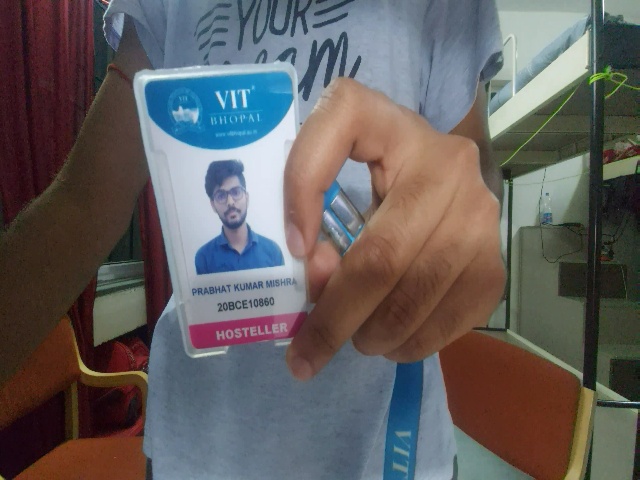 YOUR
VIT
BHOPAL
PRABHAT KUMAR MISHRA
20BCE10860
HOSTELLER
VIT